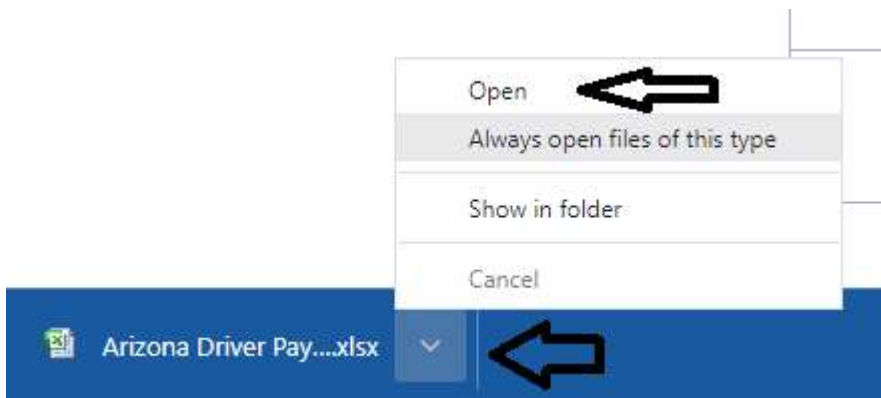 Open
Always open files of this type
Show in folder
Cancel
Arizona Driver Pay....xlsx